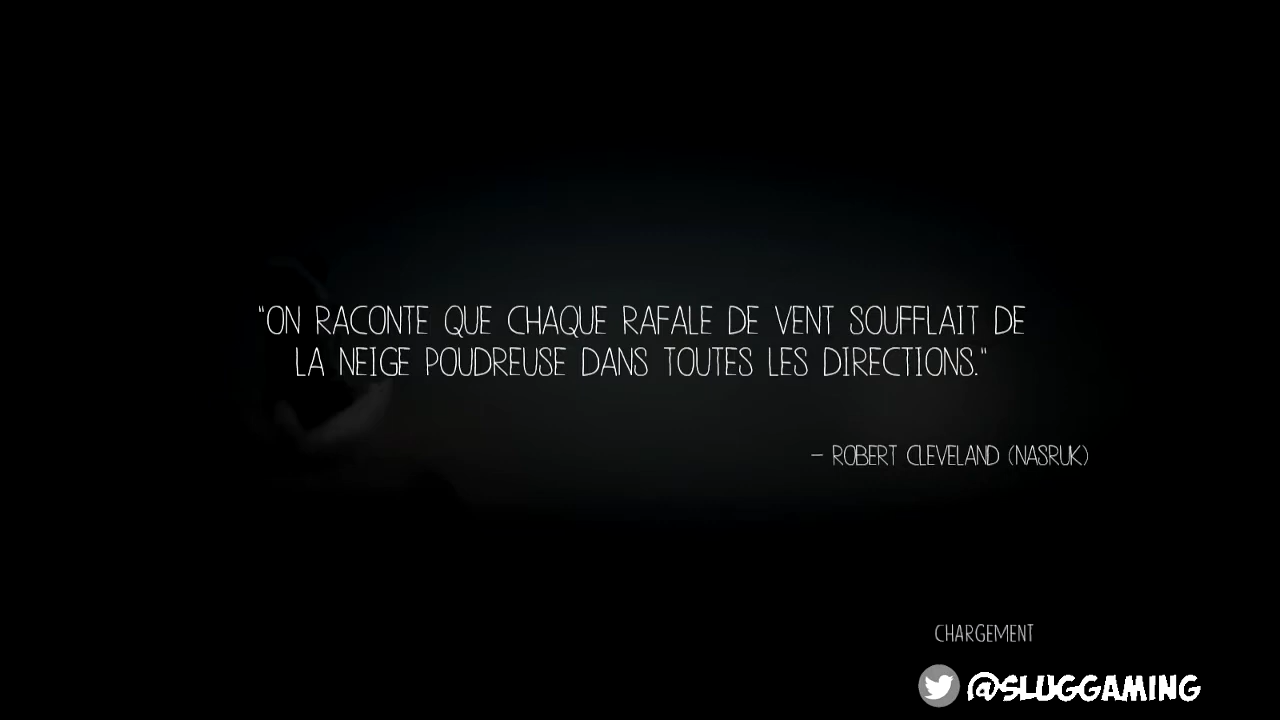 "ON RACONTE QUE CHAQUE RAFALE DE VENT SOUFFLAIT DE
LA NEIGE POUDREUSE DANS TOUTES LES DIRECTIONS."
– ROBERT CLEVELAND (NASRUK)
CHARGEMENT
@SLUGGAMING